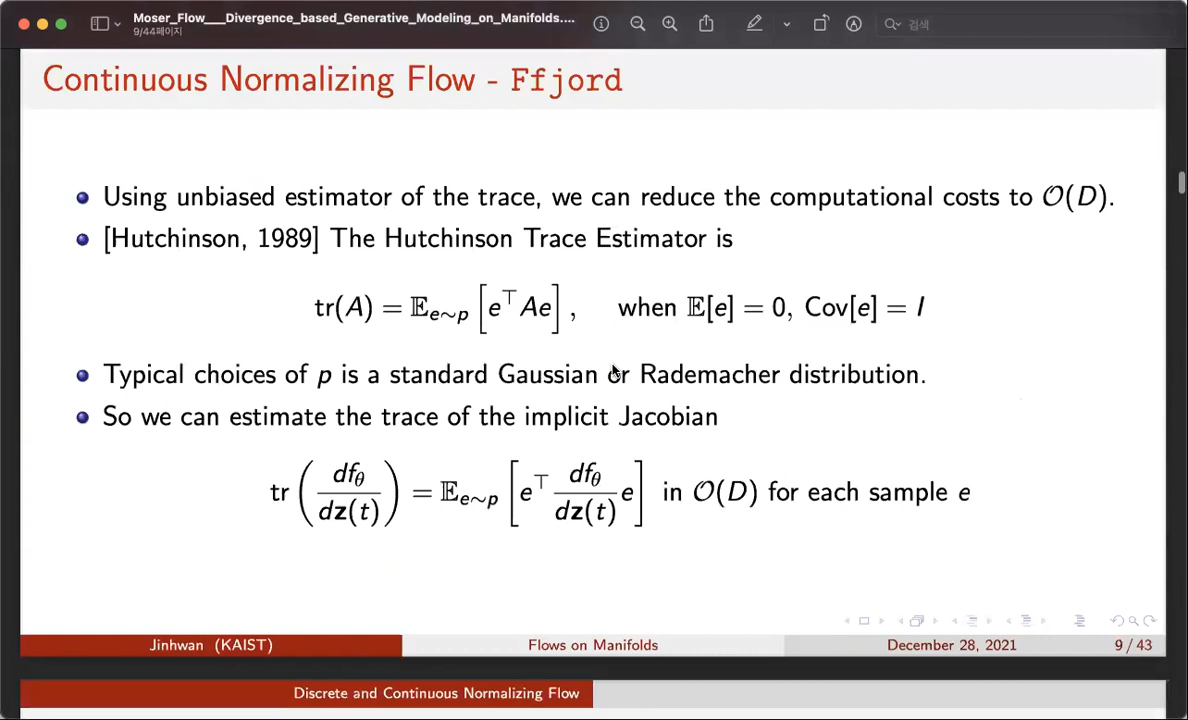 Moser_Flow___Divergence_based_Generative_Modeling_on_Manifolds....
9/44페이지
검색
Continuous Normalizing Flow - Ffjord
Using unbiased estimator of the trace, we can reduce the computational costs to 𝒪(D).
[Hutchinson, 1989] The Hutchinson Trace Estimator is
tr(A) = 𝔼_{e∼p} [e^⊤ Ae], when 𝔼[e] = 0, Cov[e] = I
Typical choices of p is a standard Gaussian or Rademacher distribution.
So we can estimate the trace of the implicit Jacobian
tr(df_θ/dz(t)) = 𝔼_{e∼p} [e^⊤ df_θ/dz(t) e] in 𝒪(D) for each sample e
Jinhwan (KAIST) Flows on Manifolds December 28, 2021 9 / 43
Discrete and Continuous Normalizing Flow